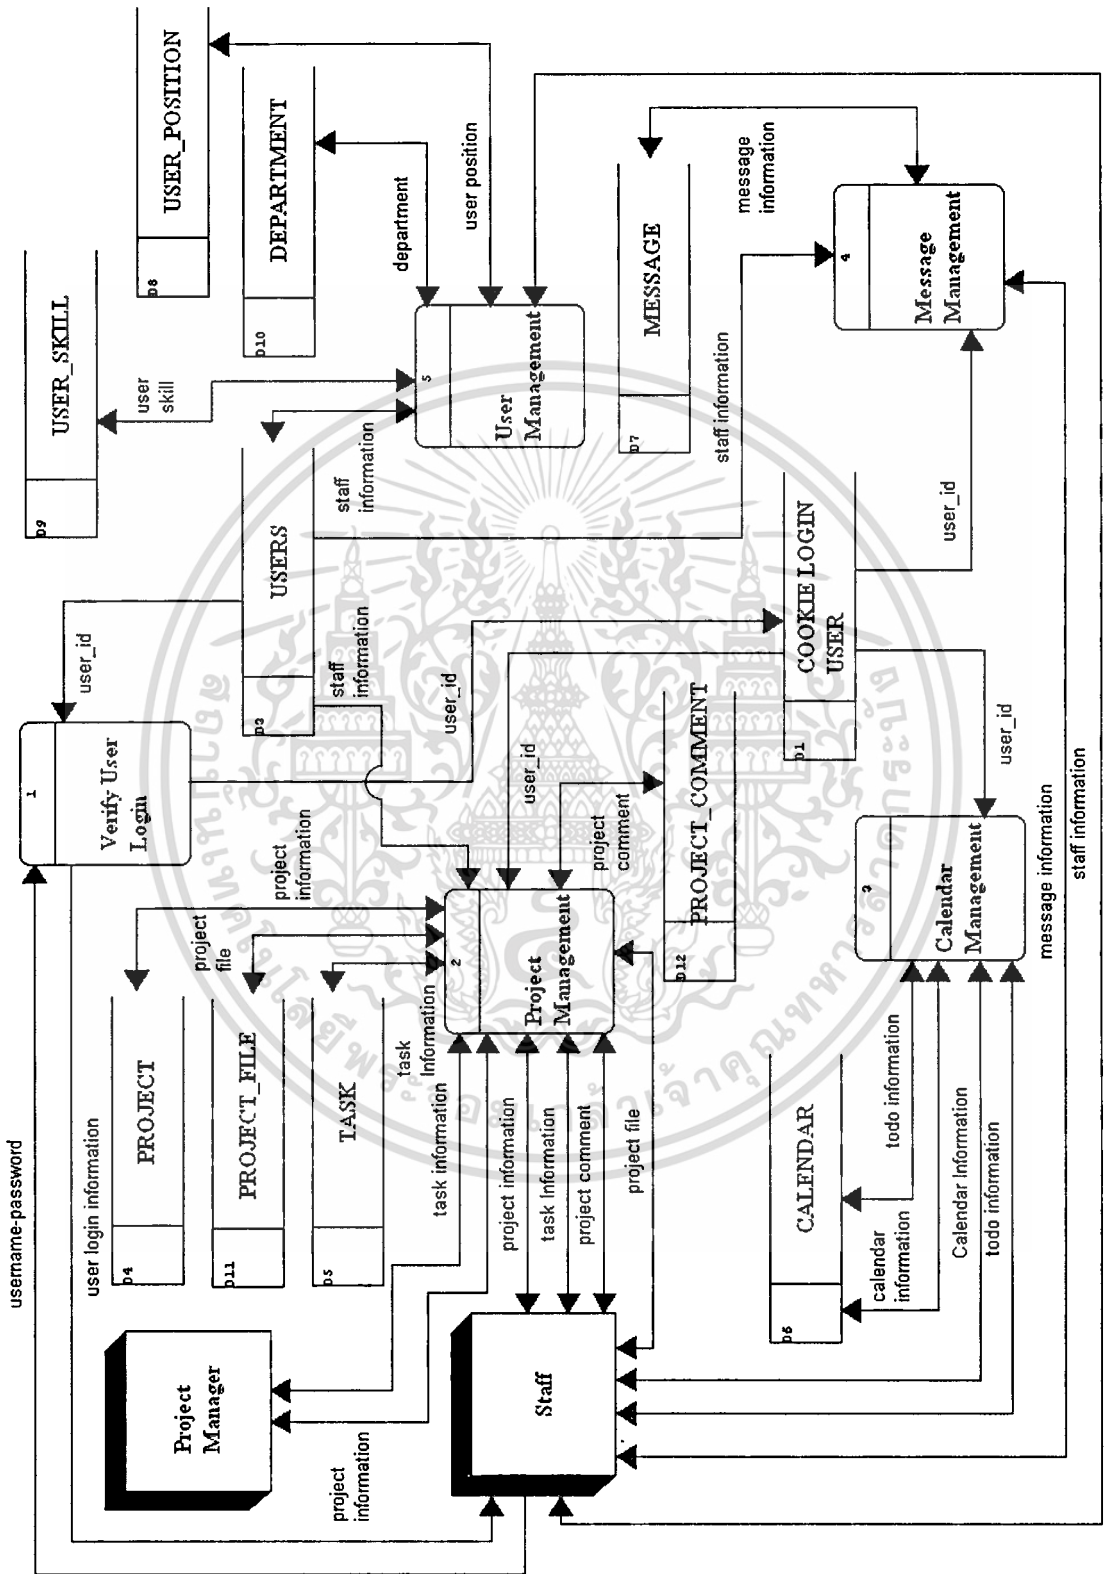 username-password
user login information
project
information
Project
Manager
Staff
D4
PROJECT
D11
PROJECT_FILE
D5
TASK
project
file
project
information
task
Information
task information
project information
task Information
project comment
project file
1
Verify User
Login
user_id
D3
USERS
staff
information
staff
information
user_id
user_id
2
Project
Management
project
comment
D12
PROJECT_COMMENT
D9
USER_SKILL
user
skill
D8
USER_POSITION
D10
DEPARTMENT
department
user position
5
User
Management
D7
MESSAGE
message
information
staff information
4
Message
Management
D1
COOKIE LOGIN
USER
user_id
user_id
3
Calendar
Management
D6
CALENDAR
calendar
information
todo information
Calendar Information
todo information
message information
staff information